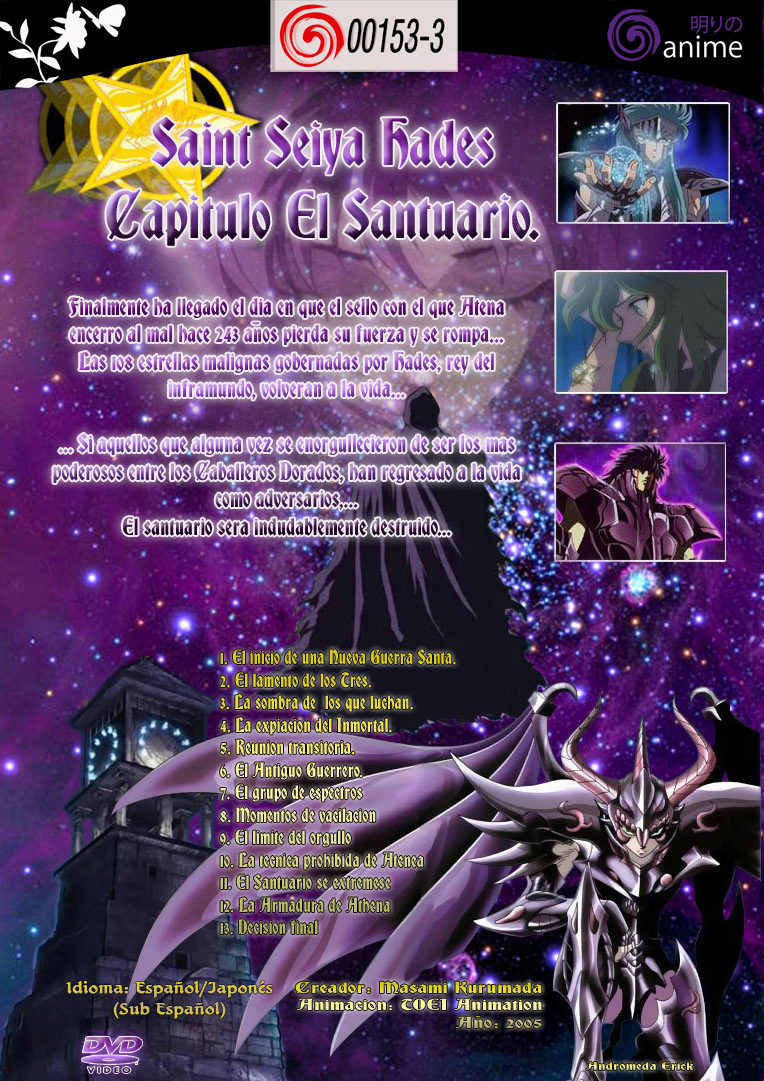 00153-3
明りの
anime
Saint Seiya Hades
Capitulo El Santuario.
Finalmente ha llegado el dia en que el sello con el que Atena
encerro al mal hace 243 años pierda su fuerza y se rompa...
Las 108 estrellas malignas gobernadas por Hades, rey del
inframundo, volveran a la vida...
... Si aquellos que alguna vez se enorgullecieron de ser los mas
poderosos entre los Caballeros Dorados, han regresado a la vida
como adversarios,...
El santuario sera indudablemente destruido...
1. El inicio de una Nueva Guerra Santa.
2. El lamento de los Tres.
3. La sombra de los que luchan.
4. La expiación del Inmortal.
5. Reunion transitoria.
6. El Antiguo Guerrero.
7. El grupo de espectros
8. Momentos de vacilacion
9. El limite del orgullo
10. La tecnica prohibida de Atenea
11. El Santuario se extremese
12. La Armadura de Athena
13. Decision final
Idioma: Español/Japonés
(Sub Español)
Creador: Masami Kurumada
Animacion: TOEI Animation
Año: 2005
DVD
VIDEO
Andromeda Erick